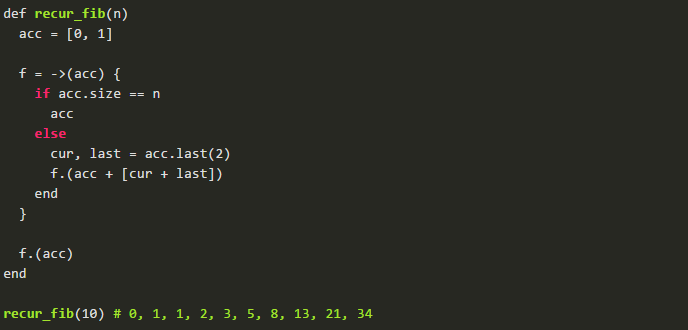 def recur_fib(n)
  acc = [0, 1]
  f = ->(acc) {
    if acc.size == n
      acc
    else
      cur, last = acc.last(2)
      f.(acc + [cur + last])
    end
  }
  f.(acc)
end
recur_fib(10) # 0, 1, 1, 2, 3, 5, 8, 13, 21, 34